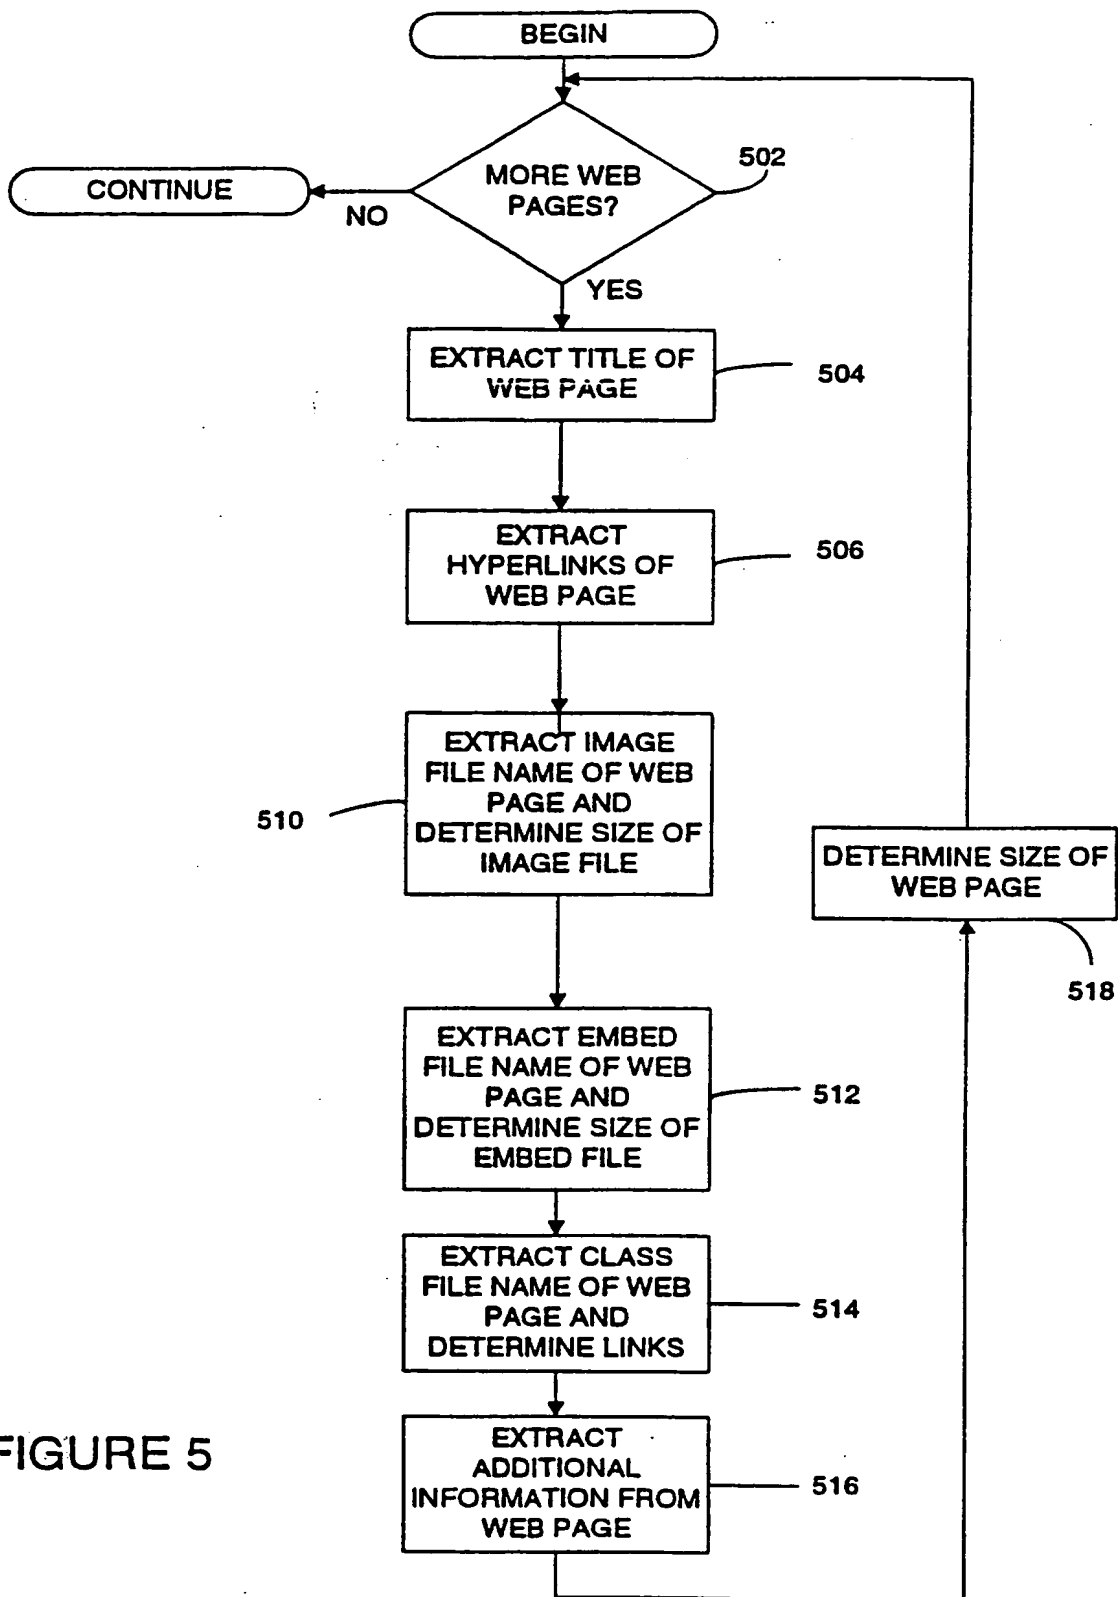 BEGIN
MORE WEB
PAGES?
502
CONTINUE
NO
YES
EXTRACT TITLE OF
WEB PAGE
504
EXTRACT
HYPERLINKS OF
WEB PAGE
506
EXTRACT IMAGE
FILE NAME OF WEB
PAGE AND
DETERMINE SIZE OF
IMAGE FILE
510
DETERMINE SIZE OF
WEB PAGE
518
EXTRACT EMBED
FILE NAME OF WEB
PAGE AND
DETERMINE SIZE OF
EMBED FILE
512
EXTRACT CLASS
FILE NAME OF WEB
PAGE AND
DETERMINE LINKS
514
EXTRACT
ADDITIONAL
INFORMATION FROM
WEB PAGE
516
FIGURE 5